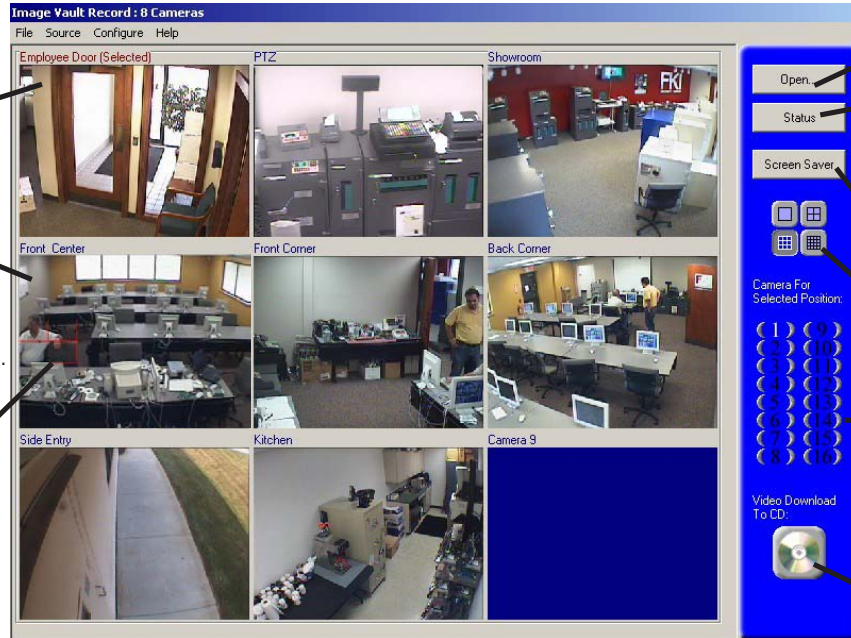 Image Vault Record : 8 Cameras
File Source Configure Help
Employee Door (Selected)
PTZ
Showroom
FKI
Front Center
Front Corner
Back Corner
Side Entry
Kitchen
Camera 9
Open..
Status
Screen Saver
Camera For
Selected Position:
1 9
2 10
3 11
4 12
5 13
6 14
7 15
8 16
Video Download
To CD:
.